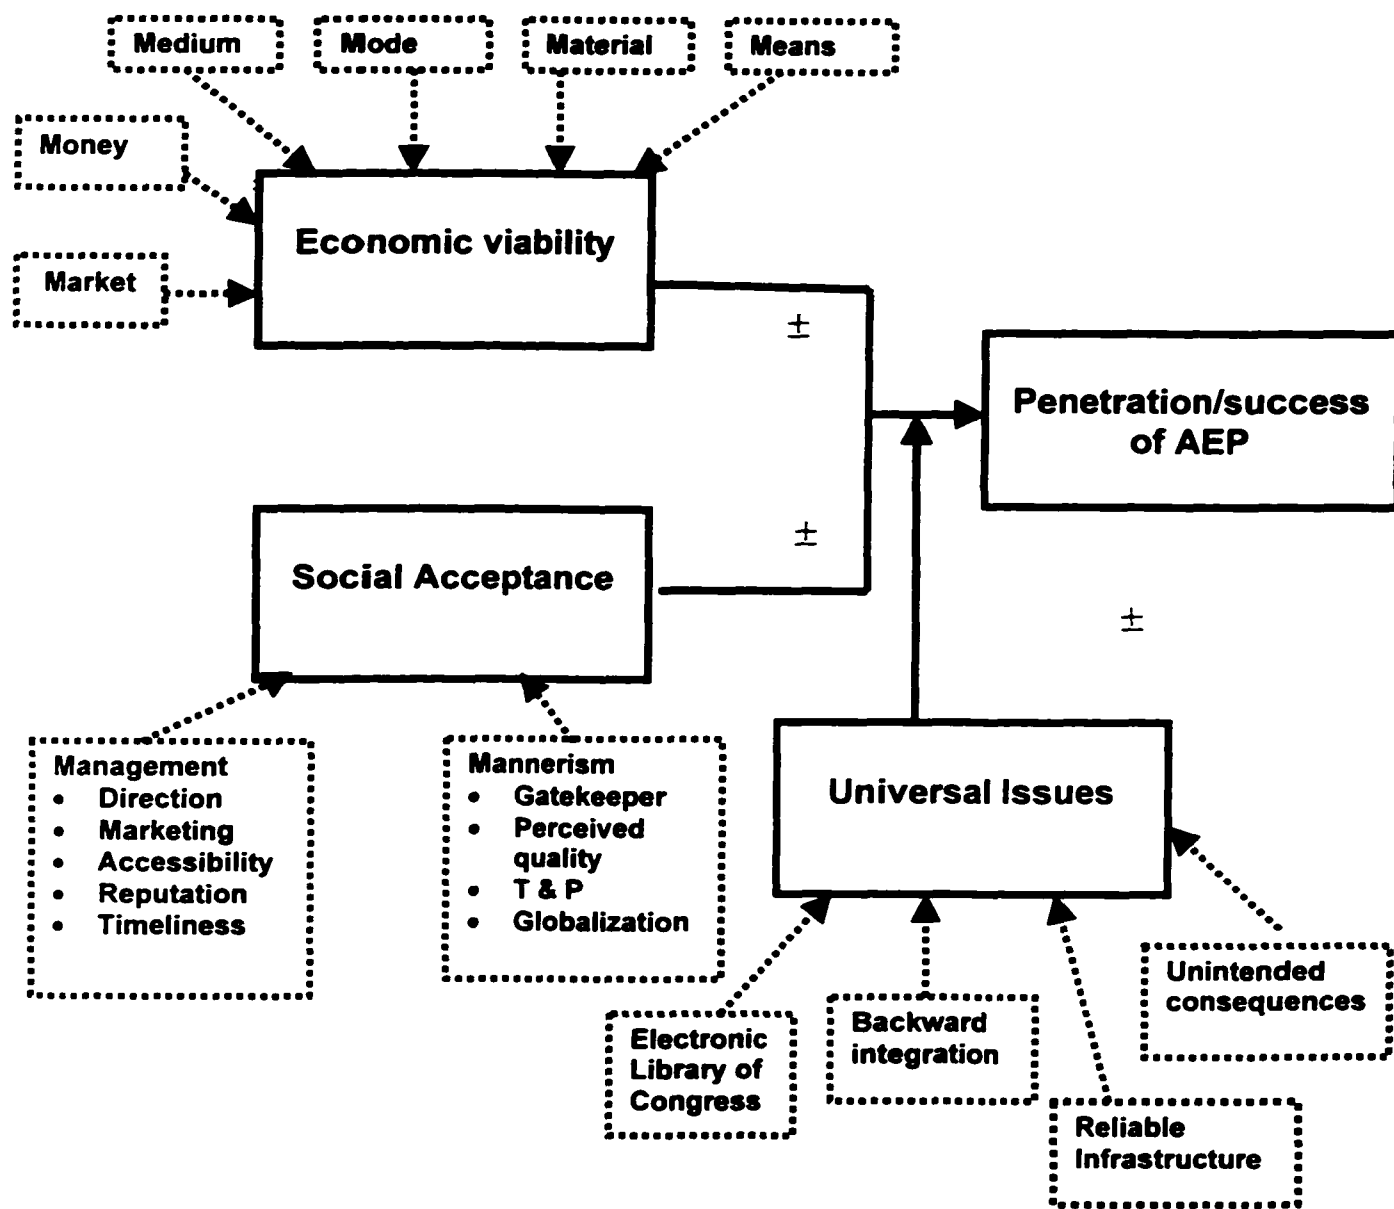 Medium
Mode
Material
Means
Money
Market
Economic viability
±
Penetration/success
of AEP
±
Social Acceptance
±
Management
• Direction
• Marketing
• Accessibility
• Reputation
• Timeliness
Mannerism
• Gatekeeper
• Perceived
quality
• T & P
• Globalization
Universal Issues
Unintended
consequences
Electronic
Library of
Congress
Backward
integration
Reliable
Infrastructure